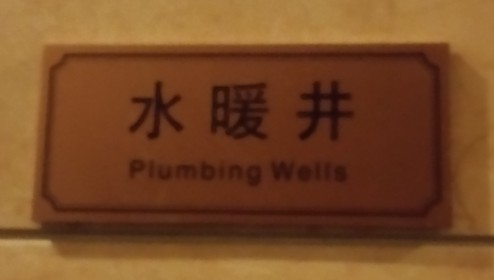 水暖井
Plumbing Wells